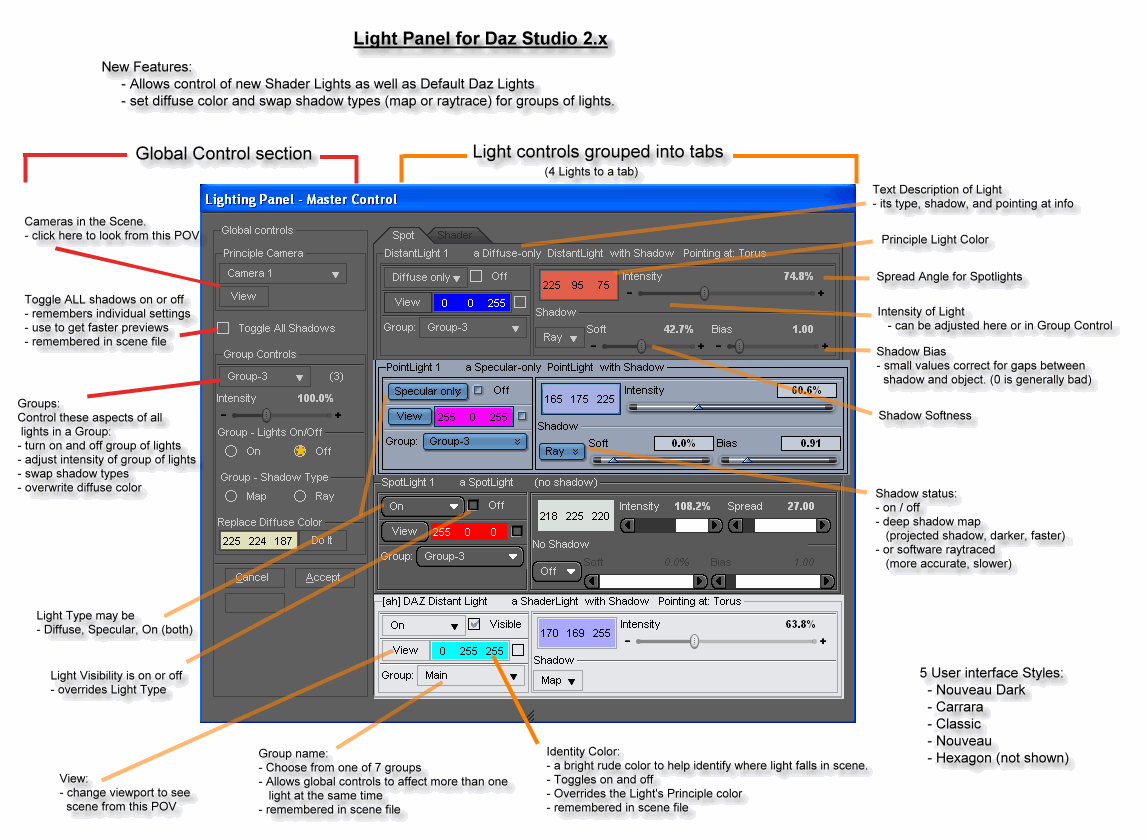 Light Panel for Daz Studio 2.x
New Features:
- Allows control of new Shader Lights as well as Default Daz Lights
- set diffuse color and swap shadow types (map or raytrace) for groups of lights.
Global Control section
Light controls grouped into tabs
(4 Lights to a tab)
Cameras in the Scene.
- click here to look from this POV
Toggle ALL shadows on or off
- remembers individual settings
- use to get faster previews
- remembered in scene file
Groups:
Control these aspects of all
lights in a Group:
- turn on and off group of lights
- adjust intensity of group of lights
- swap shadow types
- overwrite diffuse color
Light Type may be
- Diffuse, Specular, On (both)
Light Visibility is on or off
- overrides Light Type
View:
- change viewport to see
scene from this POV
Lighting Panel - Master Control
Global controls
Principle Camera
Camera 1
View
Toggle All Shadows
Group Controls
Group-3 (3)
Intensity 100.0%
Group - Lights On/Off
On Off
Group - Shadow Type
Map Ray
Replace Diffuse Color
225 224 187 Do It
Cancel Accept
Spot Shader
DistantLight 1 a Diffuse-only DistantLight with Shadow Pointing at: Torus
Diffuse only Off
View 0 0 255
Group: Group-3
225 95 75
Intensity 74.8%
Shadow
Ray Soft 42.7% Bias 1.00
PointLight 1 a Specular-only PointLight with Shadow
Specular only Off
View 255 0 255
Group: Group-3
165 175 225
Intensity 60.6%
Shadow
Ray Soft 0.0% Bias 0.91
SpotLight 1 a SpotLight (no shadow)
On Off
View 255 0 0
Group: Group-3
218 225 220
Intensity 108.2% Spread 27.00
No Shadow
Off Soft 0.0% Bias 1.00
[ah] DAZ Distant Light a ShaderLight with Shadow Pointing at: Torus
On Visible
View 0 255 255
Group: Main
170 169 255
Intensity 63.8%
Shadow
Map
Text Description of Light
- its type, shadow, and pointing at info
Principle Light Color
Spread Angle for Spotlights
Intensity of Light
- can be adjusted here or in Group Control
Shadow Bias
- small values correct for gaps between
shadow and object. (0 is generally bad)
Shadow Softness
Shadow status:
- on / off
- deep shadow map
(projected shadow, darker, faster)
- or software raytraced
(more accurate, slower)
5 User interface Styles:
- Nouveau Dark
- Carrara
- Classic
- Nouveau
- Hexagon (not shown)
Group name:
- Choose from one of 7 groups
- Allows global controls to affect more than one
light at the same time
- remembered in scene file
Identity Color:
- a bright rude color to help identify where light falls in scene.
- Toggles on and off
- Overrides the Light's Principle color
- remembered in scene file